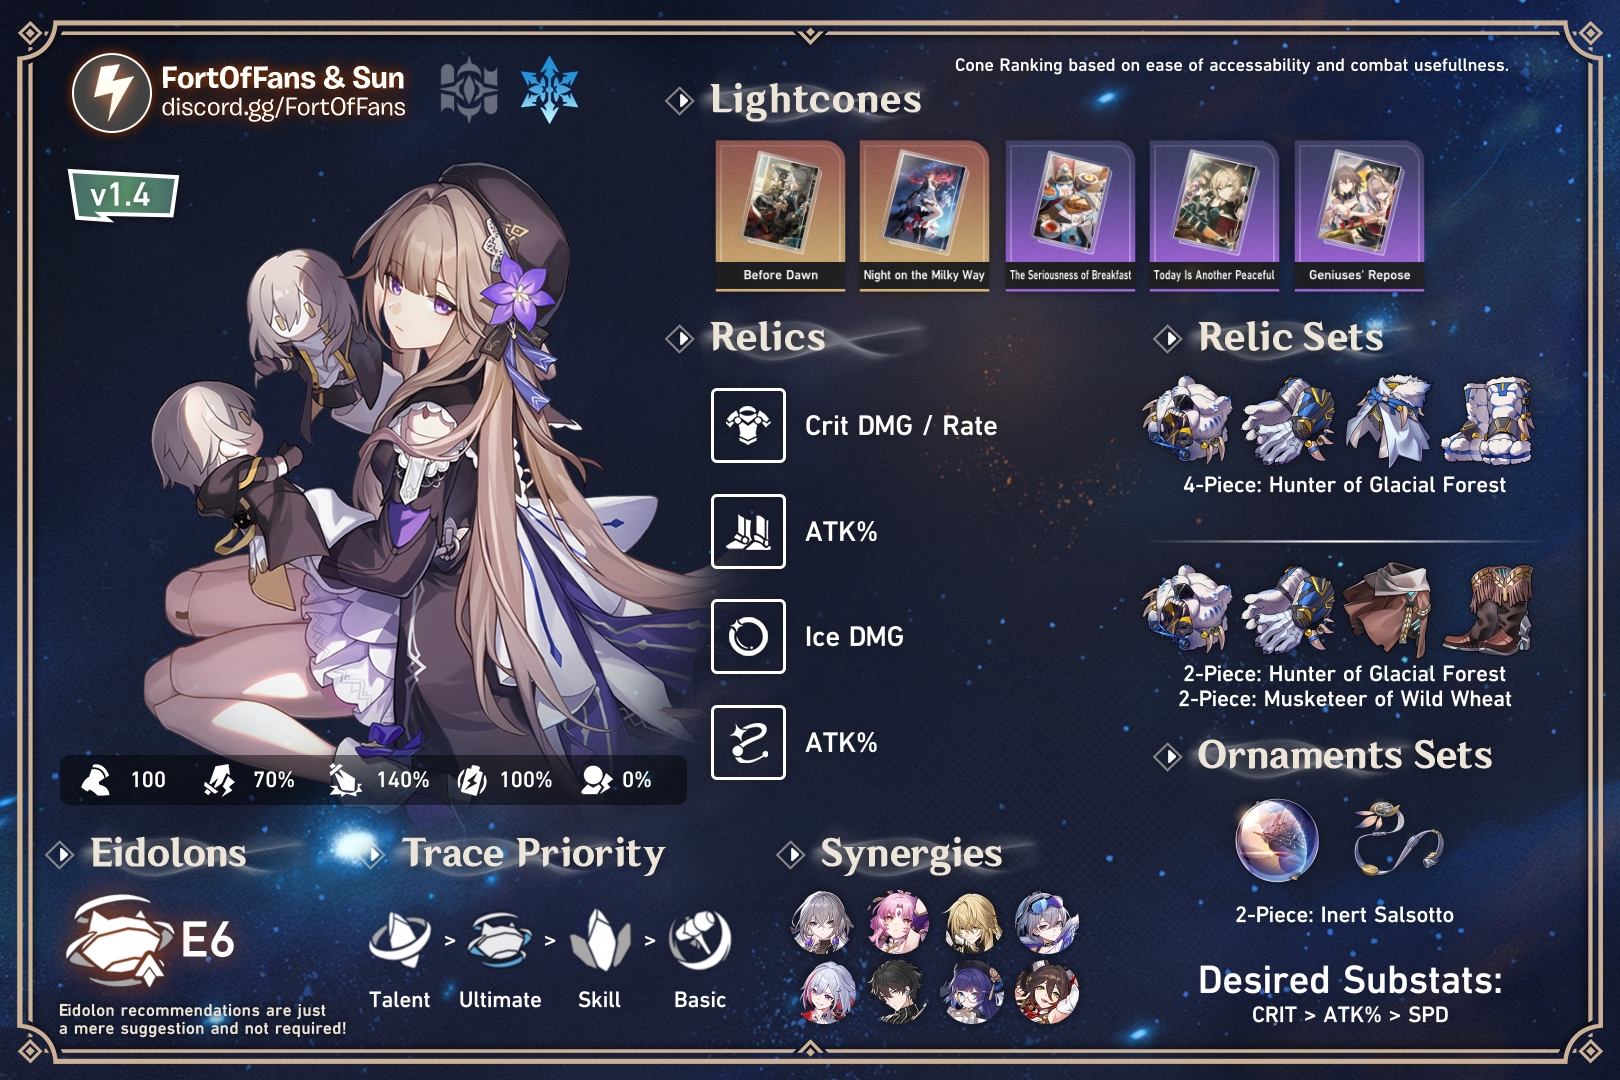 FortOfFans & Sun
discord.gg/FortOfFans
v1.4
Cone Ranking based on ease of accessability and combat usefullness.
Lightcones
Before Dawn
Night on the Milky Way
The Seriousness of Breakfast
Today Is Another Peaceful
Geniuses' Repose
Relics
Crit DMG / Rate
ATK%
Ice DMG
ATK%
Relic Sets
4-Piece: Hunter of Glacial Forest
2-Piece: Hunter of Glacial Forest
2-Piece: Musketeer of Wild Wheat
Ornaments Sets
2-Piece: Inert Salsotto
Desired Substats:
CRIT > ATK% > SPD
100 70% 140% 100% 0%
Eidolons
E6
Eidolon recommendations are just
a mere suggestion and not required!
Trace Priority
> > >
Talent Ultimate Skill Basic
Synergies